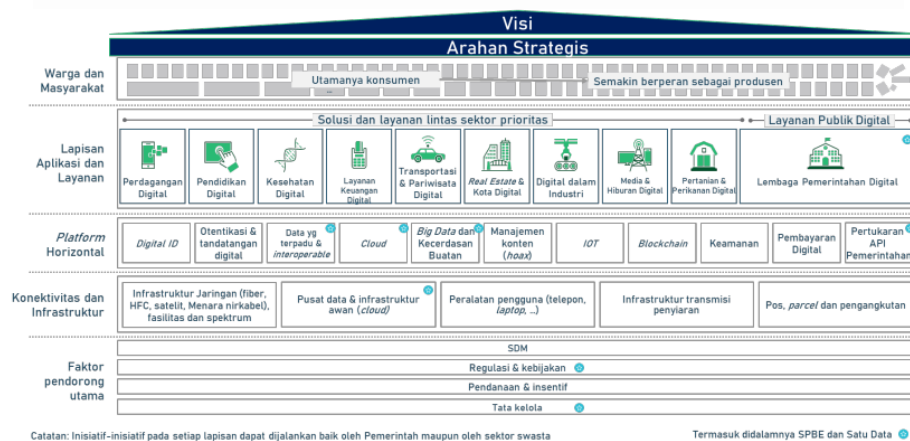 Visi
Arahan Strategis
Warga dan
Masyarakat
Utamanya konsumen
...
Semakin berperan sebagai produsen
Solusi dan layanan lintas sektor prioritas
Layanan Publik Digital
Lapisan
Aplikasi dan
Layanan
Perdagangan
Digital
Pendidikan
Digital
Kesehatan
Digital
Layanan
Keuangan
Digital
Transportasi
& Pariwisata
Digital
Real Estate &
Kota Digital
Digital dalam
Industri
Media &
Hiburan Digital
Pertanian &
Perikanan Digital
Lembaga Pemerintahan Digital
Platform
Horizontal
Digital ID
Otentikasi &
tandatangan
digital
Data yg
terpadu &
interoperable
Cloud
Big Data dan
Kecerdasan
Buatan
Manajemen
konten
(hoax)
IOT
Blockchain
Keamanan
Pembayaran
Digital
Pertukaran
API
Pemerintahan
Konektivitas dan
Infrastruktur
Infrastruktur Jaringan (fiber,
HFC, satelit, Menara nirkabel),
fasilitas dan spektrum
Pusat data & infrastruktur
awan (cloud)
Peralatan pengguna (telepon,
laptop, ..)
Infrastruktur transmisi
penyiaran
Pos, parcel dan pengangkutan
Faktor
pendorong
utama
SDM
Regulasi & kebijakan
Pendanaan & insentif
Tata kelola
Catatan: Inisiatif-inisiatif pada setiap lapisan dapat dijalankan baik oleh Pemerintah maupun oleh sektor swasta
Termasuk didalamnya SPBE dan Satu Data